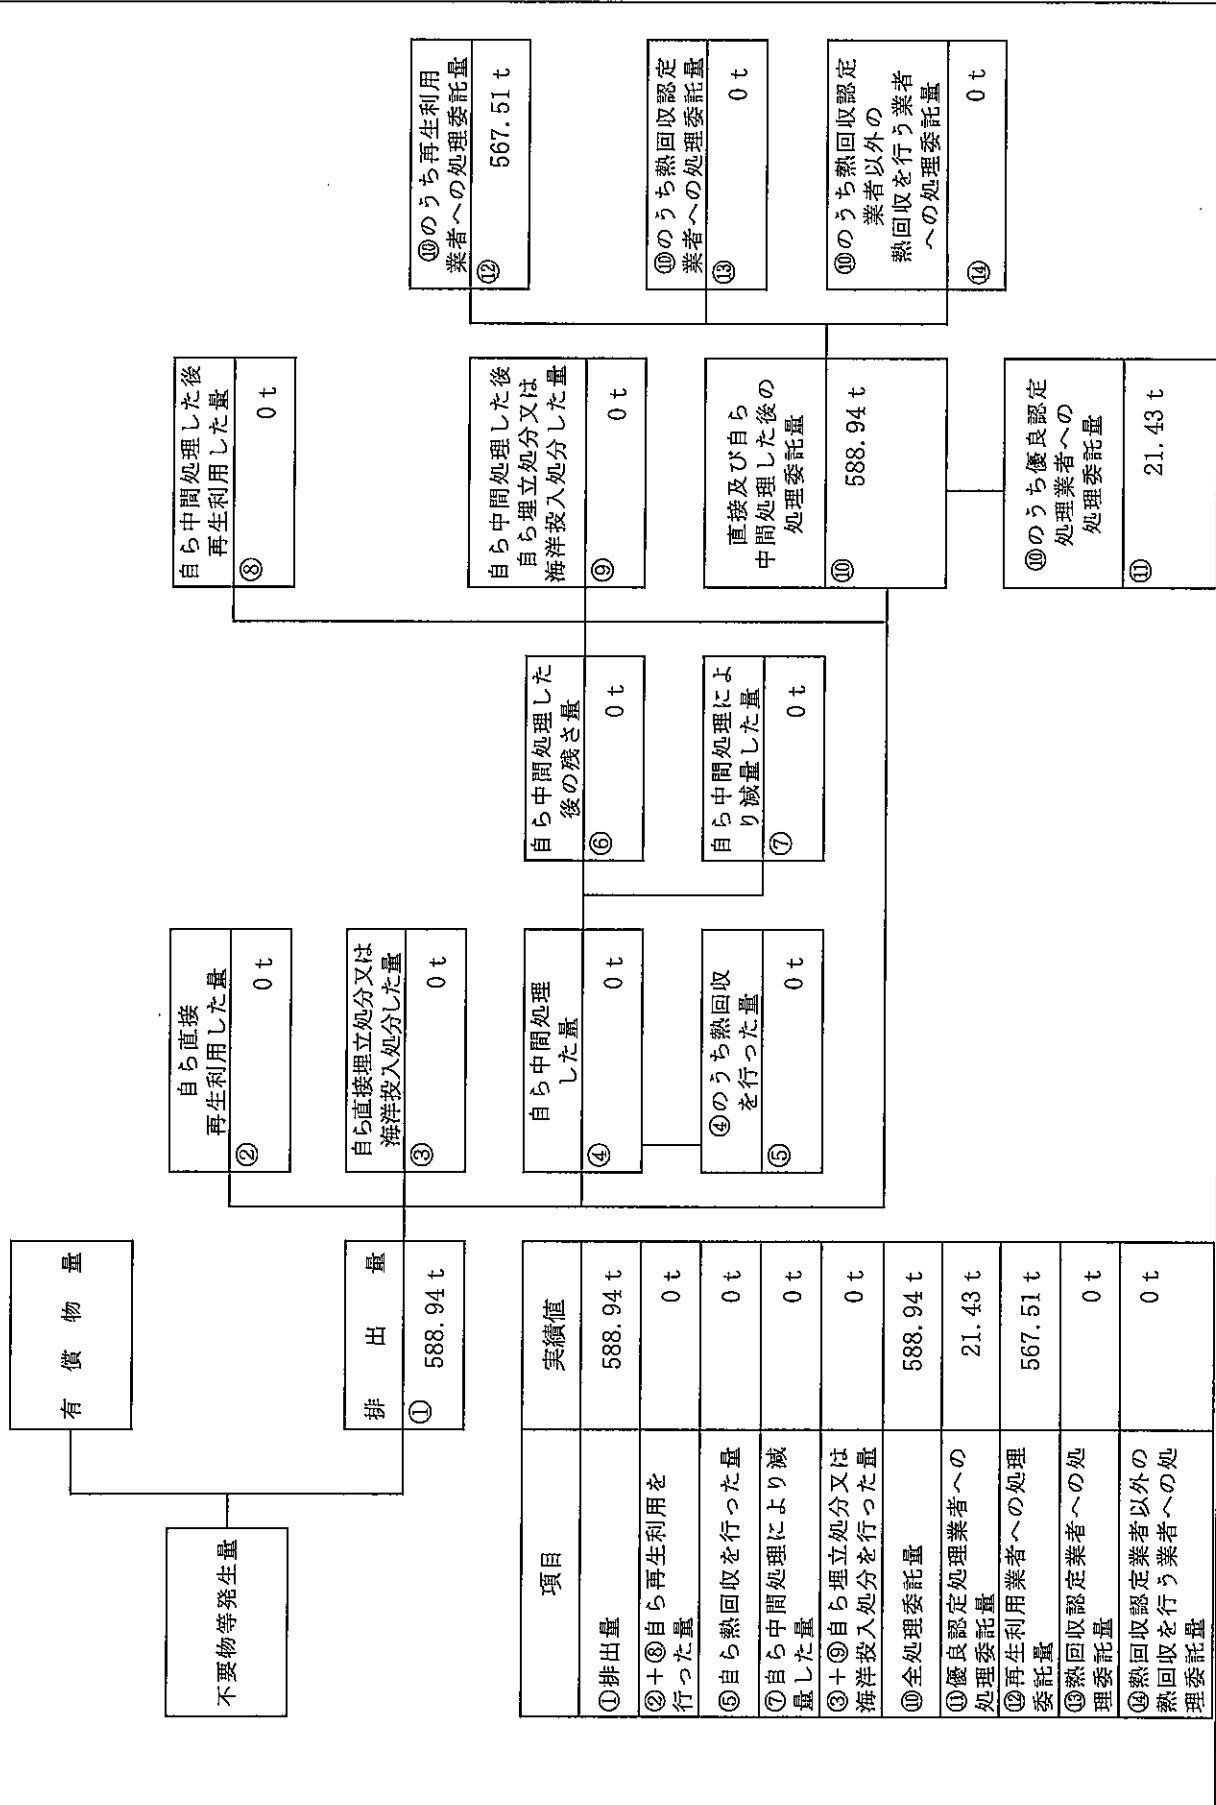 不要物等発生量
有償物量
排出量
① 588.94 t
自ら直接
再生利用した量
② 0 t
自ら直接埋立処分又は
海洋投入処分した量
③ 0 t
自ら中間処理
した量
④ 0 t
④のうち熱回収
を行った量
⑤ 0 t
自ら中間処理した
後の残さ量
⑥ 0 t
自ら中間処理によ
り減量した量
⑦ 0 t
自ら中間処理した後
再生利用した量
⑧ 0 t
自ら中間処理した後
自ら埋立処分又は
海洋投入処分した量
⑨ 0 t
直接及び自ら
中間処理した後の
処理委託量
⑩ 588.94 t
⑩のうち優良認定
処理業者への
処理委託量
⑪ 21.43 t
⑩のうち再生利用
業者への処理委託量
⑫ 567.51 t
⑩のうち熱回収認定
業者への処理委託量
⑬ 0 t
⑩のうち熱回収認定
業者以外の
熱回収を行う業者
への処理委託量
⑭ 0 t
項目 実績値
①排出量 588.94 t
②+⑧自ら再生利用を
行った量 0 t
⑤自ら熱回収を行った量 0 t
⑦自ら中間処理により減
量した量 0 t
③+⑨自ら埋立処分又は
海洋投入処分を行った量 0 t
⑩全処理委託量 588.94 t
⑪優良認定処理業者への
処理委託量 21.43 t
⑫再生利用業者への処理
委託量 567.51 t
⑬熱回収認定業者への処
理委託量 0 t
⑭熱回収認定業者以外の
熱回収を行う業者への処
理委託量 0 t